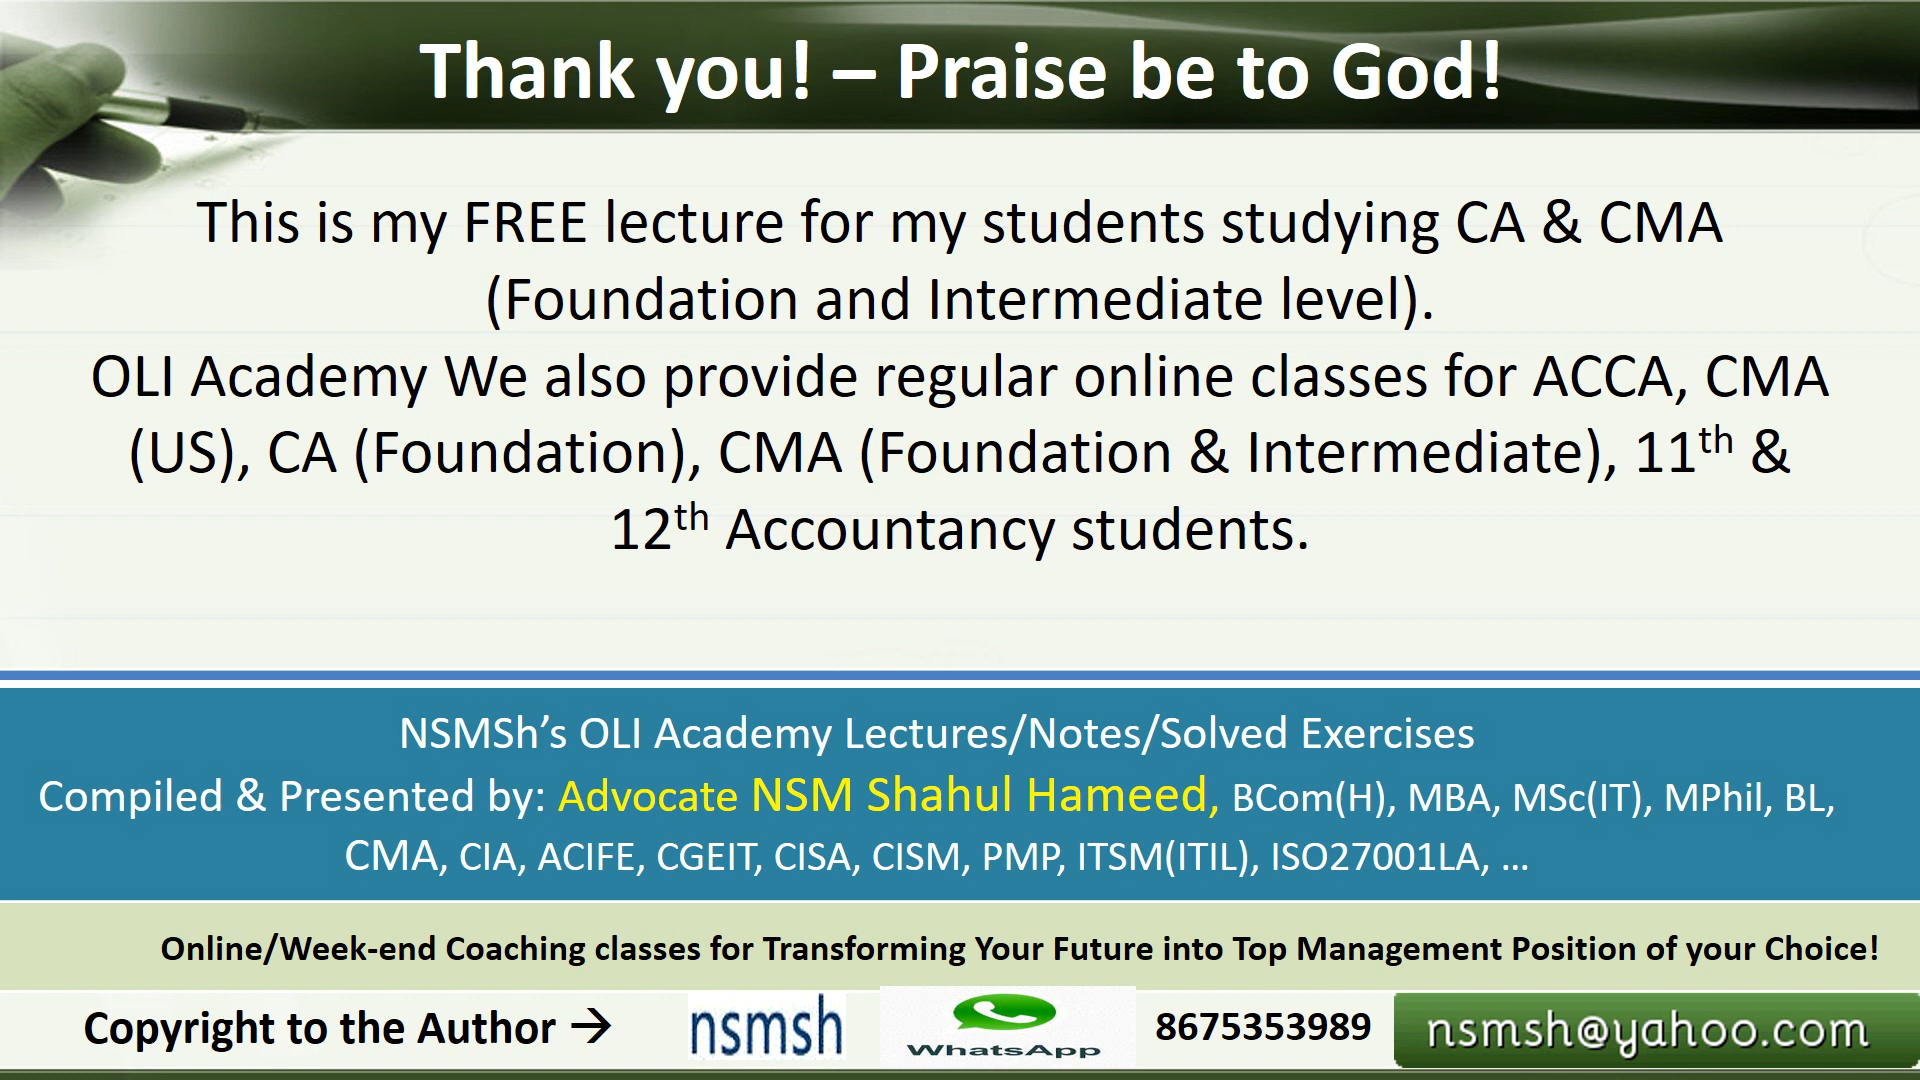 Thank you! – Praise be to God!
This is my FREE lecture for my students studying CA & CMA
(Foundation and Intermediate level).
OLI Academy We also provide regular online classes for ACCA, CMA
(US), CA (Foundation), CMA (Foundation & Intermediate), 11th &
12th Accountancy students.
NSMSh’s OLI Academy Lectures/Notes/Solved Exercises
Compiled & Presented by: Advocate NSM Shahul Hameed, BCom(H), MBA, MSc(IT), MPhil, BL,
CMA, CIA, ACIFE, CGEIT, CISA, CISM, PMP, ITSM(ITIL), ISO27001LA, ...
Online/Week-end Coaching classes for Transforming Your Future into Top Management Position of your Choice!
Copyright to the Author → nsmsh WhatsApp 8675353989 nsmsh@yahoo.com